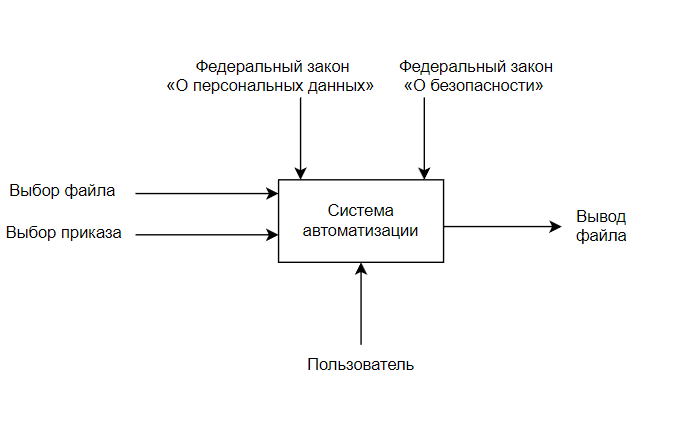 Федеральный закон
«О персональных данных»
Федеральный закон
«О безопасности»
Выбор файла
Выбор приказа
Система
автоматизации
Вывод
файла
Пользователь